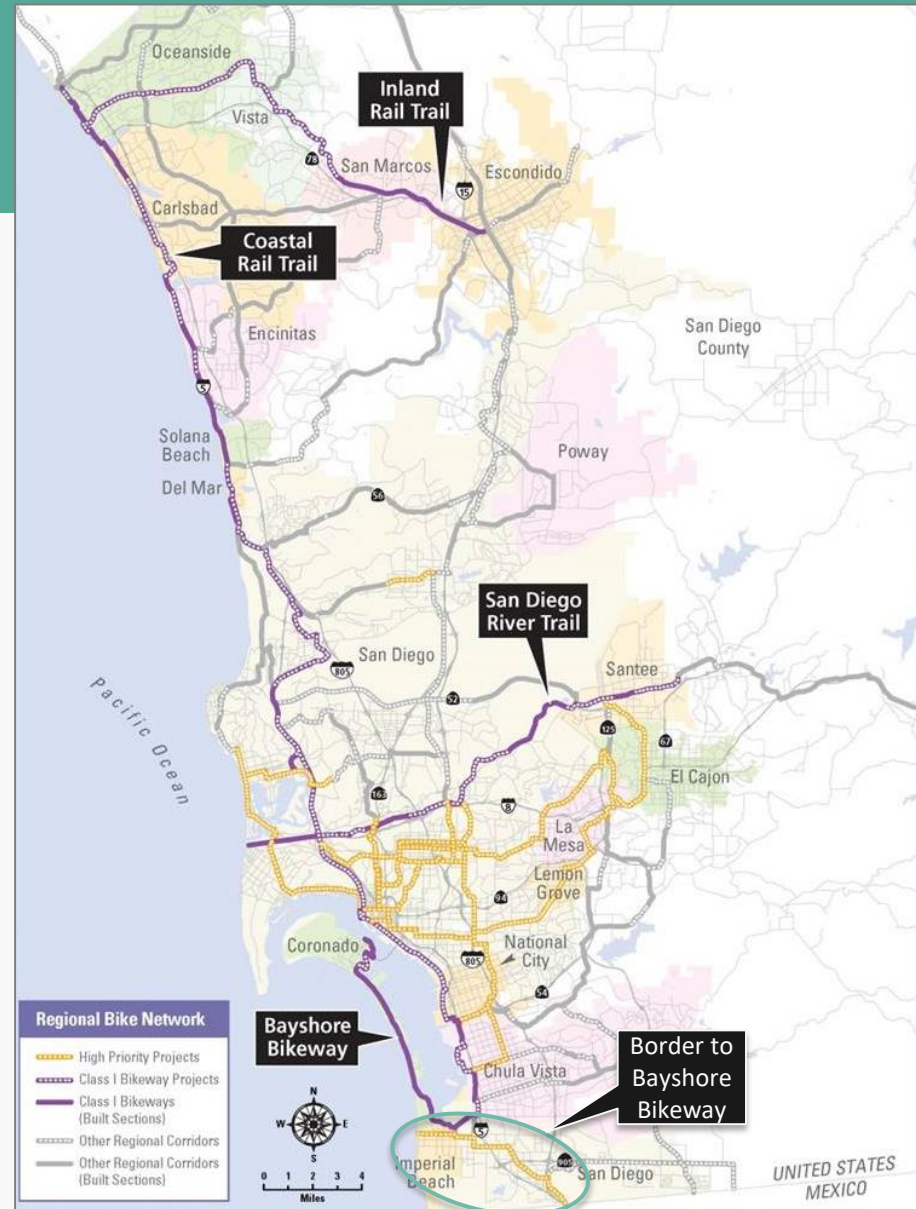 Oceanside
Inland
Rail Trail
Vista
78
San Marcos
15
Escondido
Carlsbad
Coastal
Rail Trail
Encinitas
San Diego
County
5
Solana
Beach
Poway
Del Mar
56
San Diego
River Trail
San Diego
805
Santee
Pacific Ocean
52
125
67
El Cajon
163
8
La
Mesa
Lemon
Grove
94
Coronado
National
City
805
54
Regional Bike Network
High Priority Projects
Class I Bikeway Projects
Class I Bikeways
(Built Sections)
Other Regional Corridors
Other Regional Corridors
(Built Sections)
Bayshore
Bikeway
N
W
E
S
0 1 2 3 4
Miles
Chula Vista
Border to
Bayshore
Bikeway
5
Imperial
Beach
905
San Diego
UNITED STATES
MEXICO